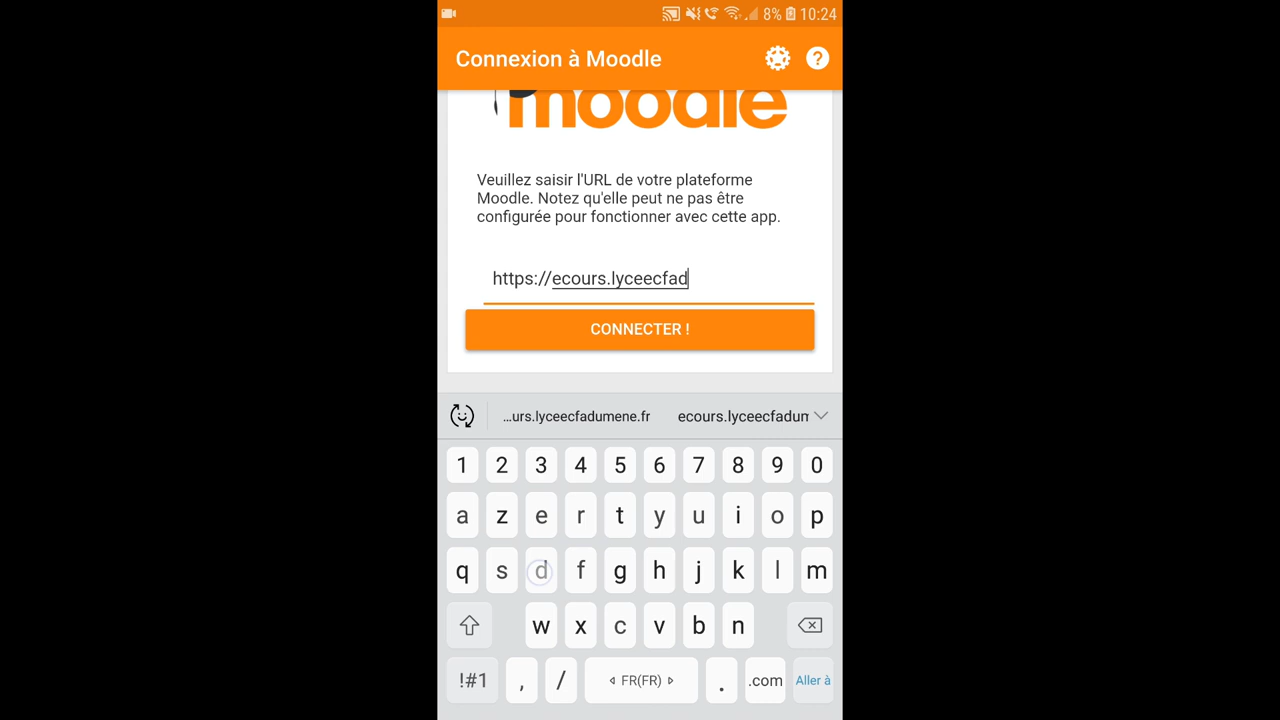 8% 10:24
Connexion à Moodle
moodle
Veuillez saisir l'URL de votre plateforme
Moodle. Notez qu'elle peut ne pas être
configurée pour fonctionner avec cette app.
https://ecours.lyceecfad
CONNECTER !
...urs.lyceecfadumene.fr ecours.lyceecfadum
1 2 3 4 5 6 7 8 9 0
a z e r t y u i o p
q s d f g h j k l m
w x c v b n
!#1 , / FR(FR) . .com Aller à